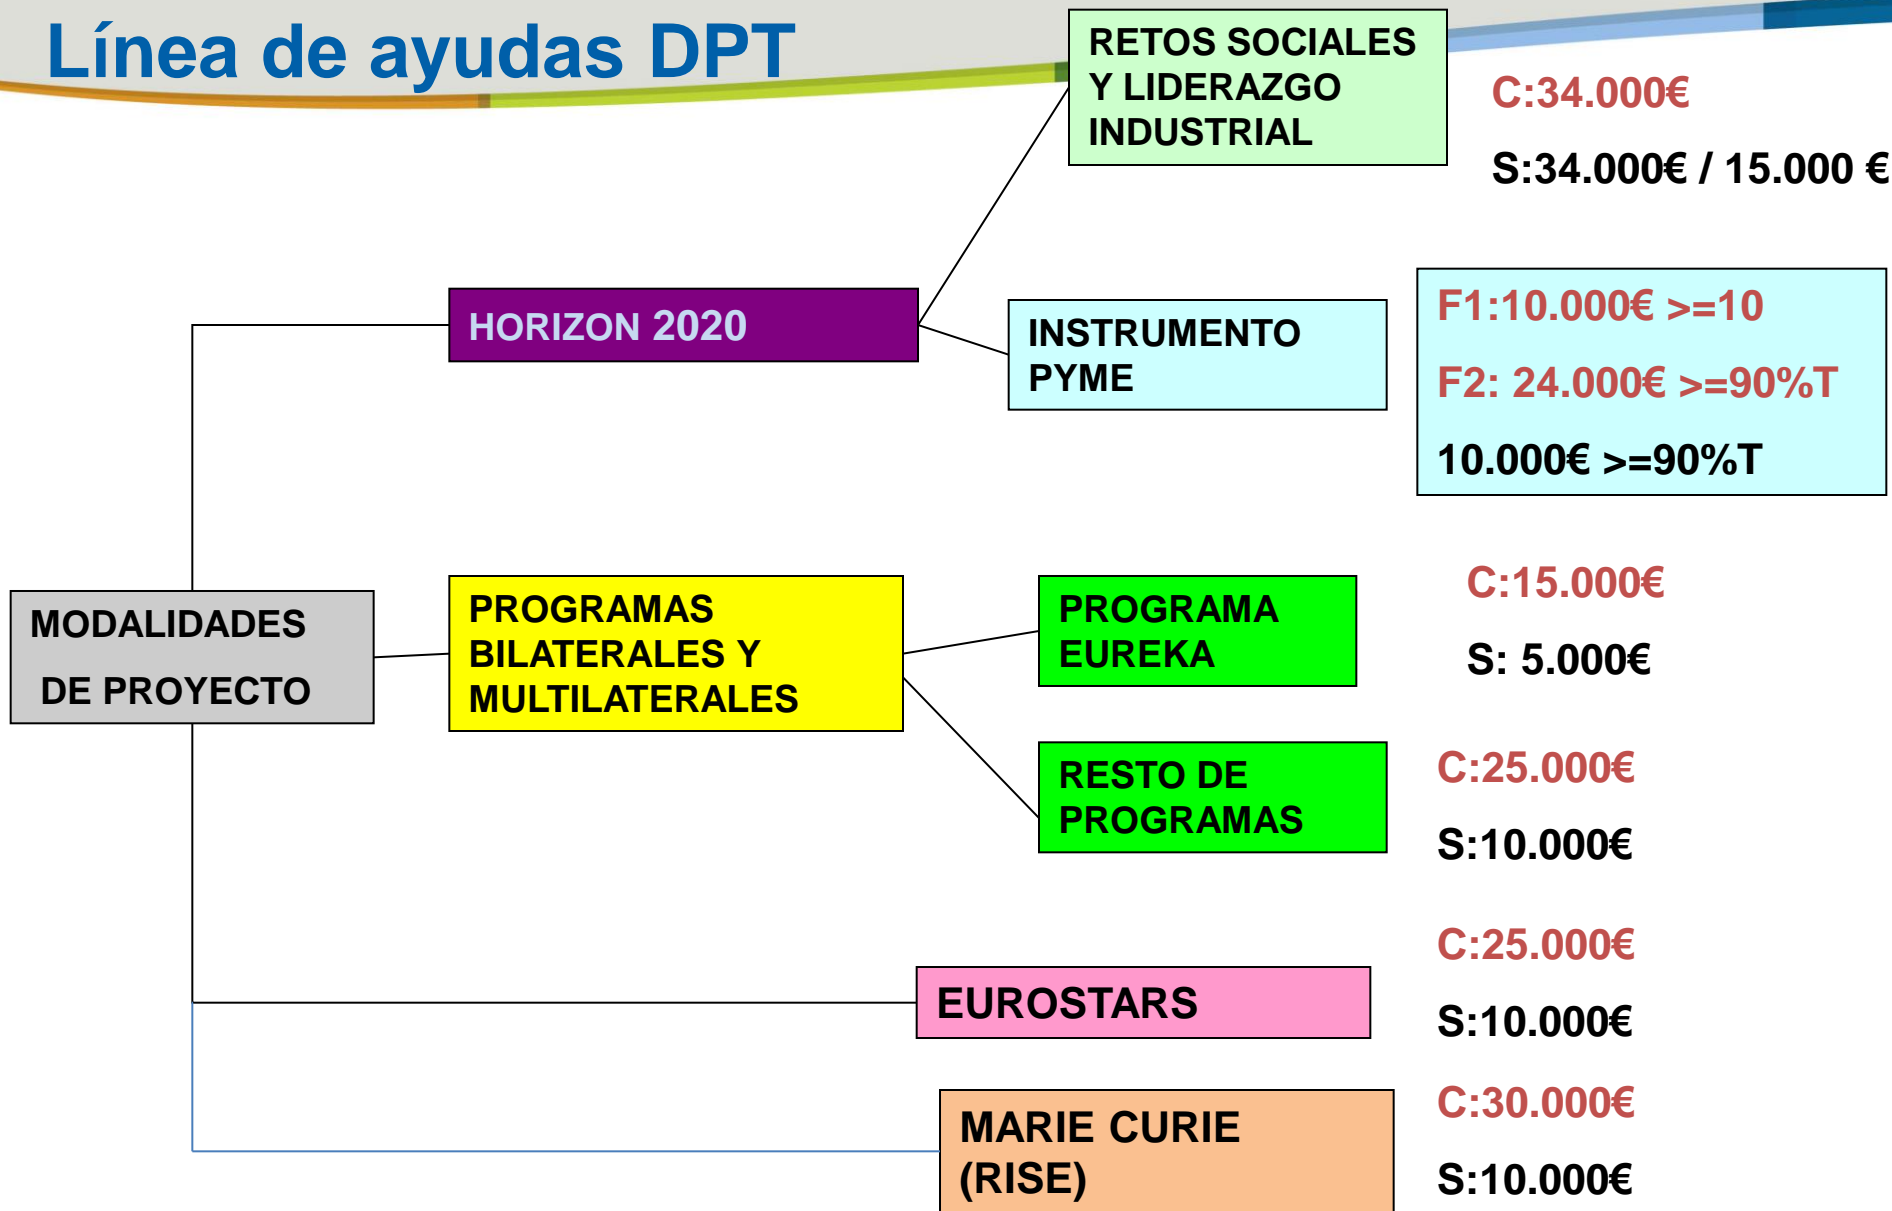 Línea de ayudas DPT
RETOS SOCIALES
Y LIDERAZGO
INDUSTRIAL
C:34.000€
S:34.000€ / 15.000 €
HORIZON 2020
INSTRUMENTO
PYME
F1:10.000€ >=10
F2: 24.000€ >=90%T
10.000€ >=90%T
MODALIDADES
DE PROYECTO
PROGRAMAS
BILATERALES Y
MULTILATERALES
PROGRAMA
EUREKA
C:15.000€
S: 5.000€
RESTO DE
PROGRAMAS
C:25.000€
S:10.000€
EUROSTARS
C:25.000€
S:10.000€
MARIE CURIE
(RISE)
C:30.000€
S:10.000€